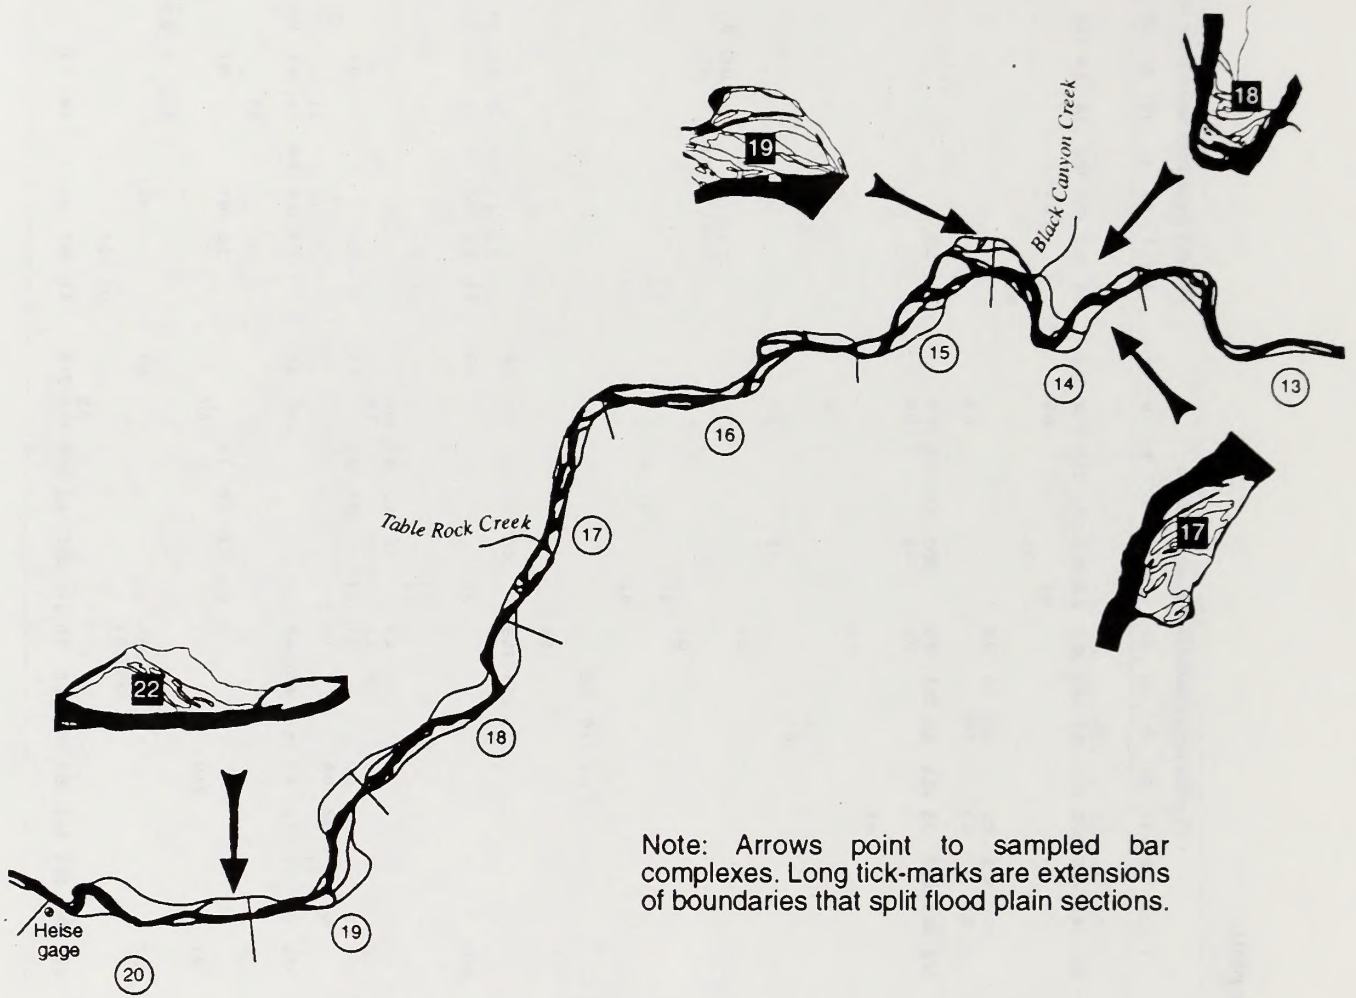 18
19
Black Canyon Creek
15
14
13
16
17
Table Rock Creek
17
22
18
Note: Arrows point to sampled bar
complexes. Long tick-marks are extensions
of boundaries that split flood plain sections.
Heise
gage
19
20